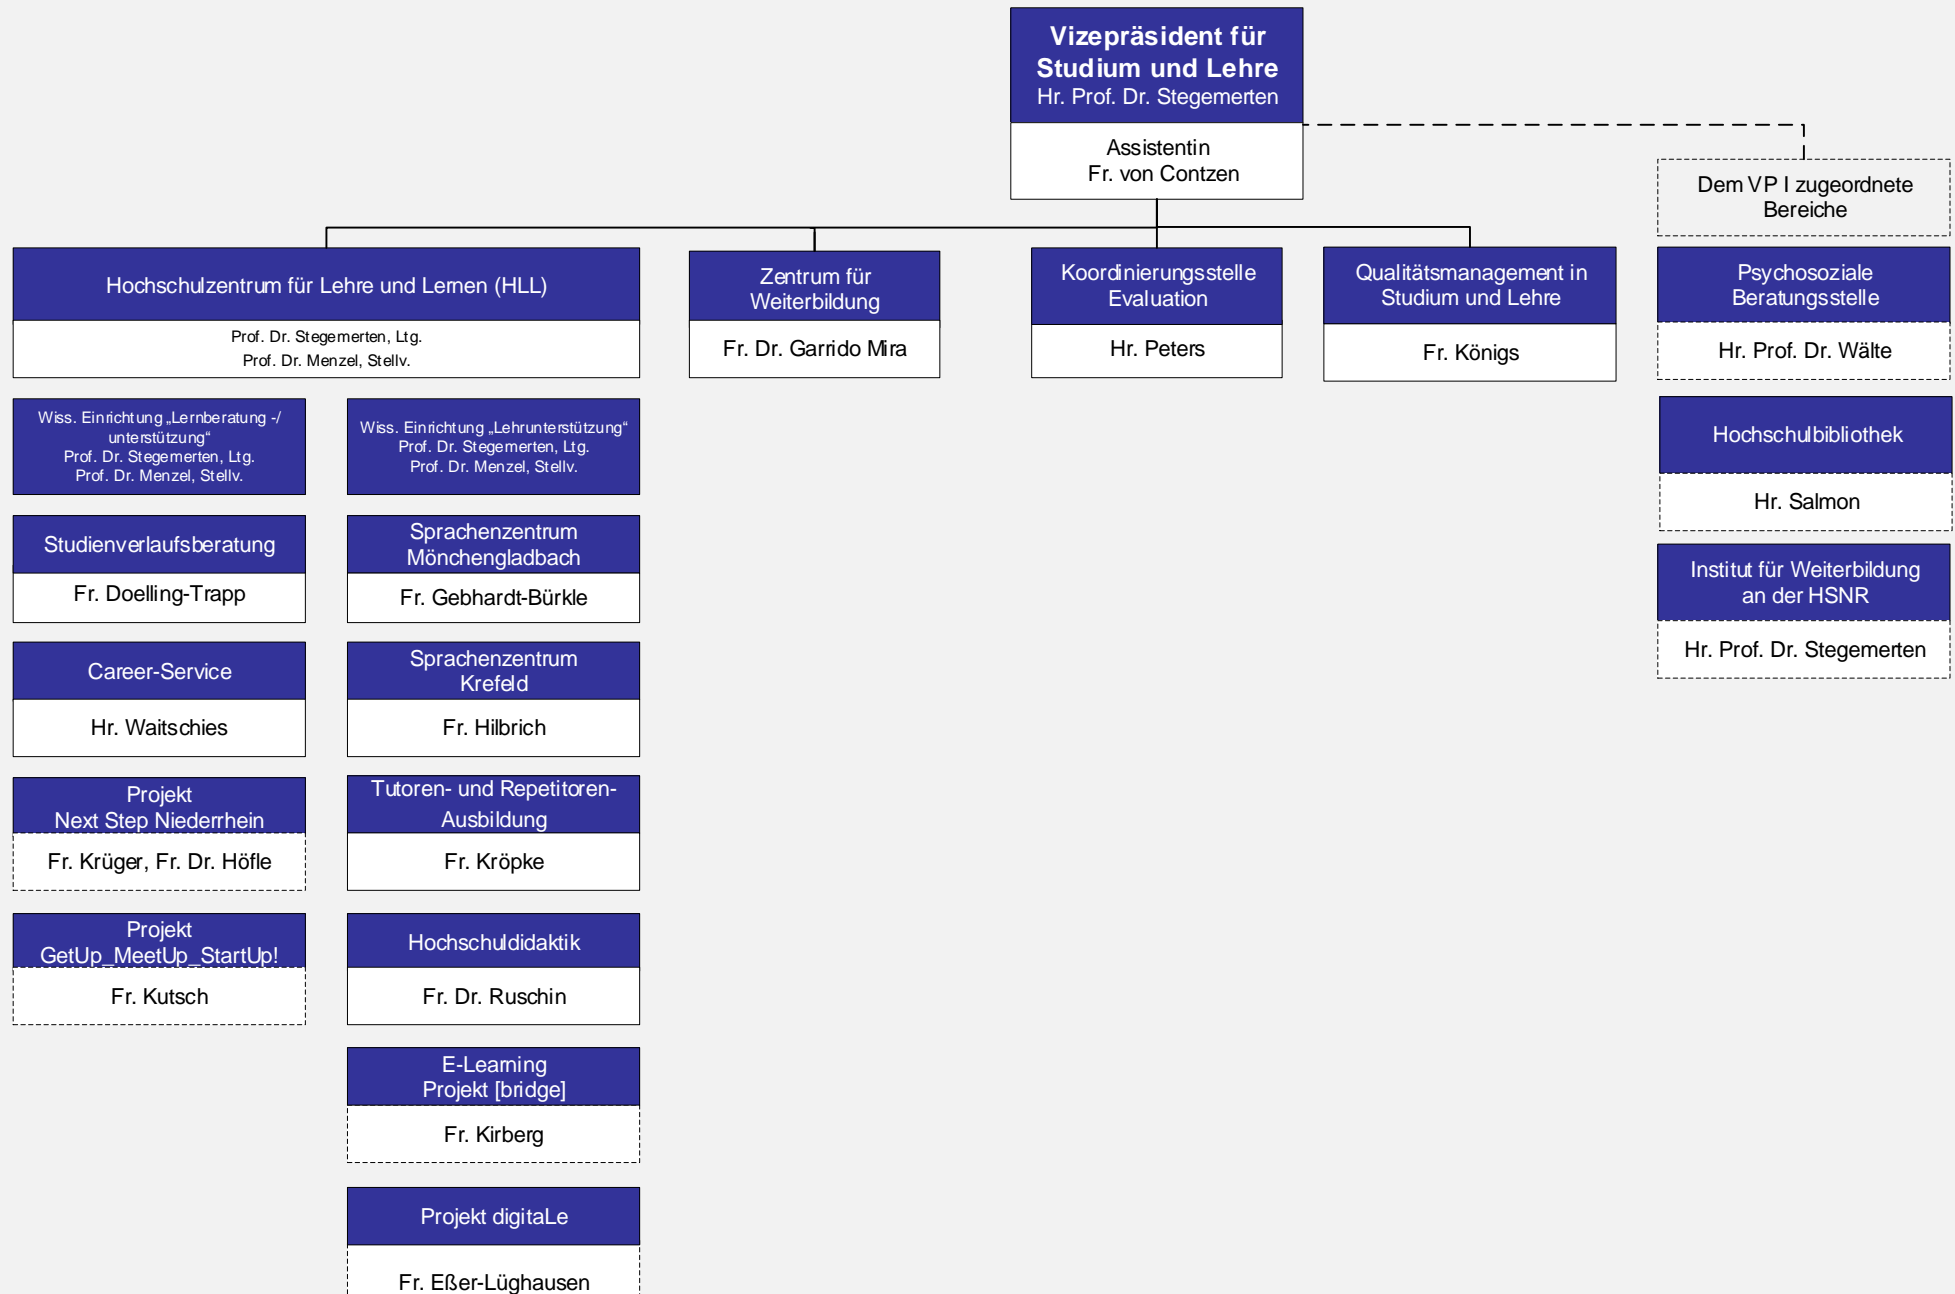 Vizepräsident für
Studium und Lehre
Hr. Prof. Dr. Stegemerten
Assistentin
Fr. von Contzen
Dem VP I zugeordnete
Bereiche
Hochschulzentrum für Lehre und Lernen (HLL)
Prof. Dr. Stegemerten, Ltg.
Prof. Dr. Menzel, Stellv.
Zentrum für
Weiterbildung
Fr. Dr. Garrido Mira
Koordinierungsstelle
Evaluation
Hr. Peters
Qualitätsmanagement in
Studium und Lehre
Fr. Königs
Psychosoziale
Beratungsstelle
Hr. Prof. Dr. Wälte
Hochschulbibliothek
Hr. Salmon
Institut für Weiterbildung
an der HSNR
Hr. Prof. Dr. Stegemerten
Wiss. Einrichtung „Lernberatung -/
unterstützung“
Prof. Dr. Stegemerten, Ltg.
Prof. Dr. Menzel, Stellv.
Studienverlaufsberatung
Fr. Doelling-Trapp
Career-Service
Hr. Waitschies
Projekt
Next Step Niederrhein
Fr. Krüger, Fr. Dr. Höfle
Projekt
GetUp_MeetUp_StartUp!
Fr. Kutsch
Wiss. Einrichtung „Lehrunterstützung“
Prof. Dr. Stegemerten, Ltg.
Prof. Dr. Menzel, Stellv.
Sprachenzentrum
Mönchengladbach
Fr. Gebhardt-Bürkle
Sprachenzentrum
Krefeld
Fr. Hilbrich
Tutoren- und Repetitoren-
Ausbildung
Fr. Kröpke
Hochschuldidaktik
Fr. Dr. Ruschin
E-Learning
Projekt [bridge]
Fr. Kirberg
Projekt digitaLe
Fr. Eßer-Lüghausen